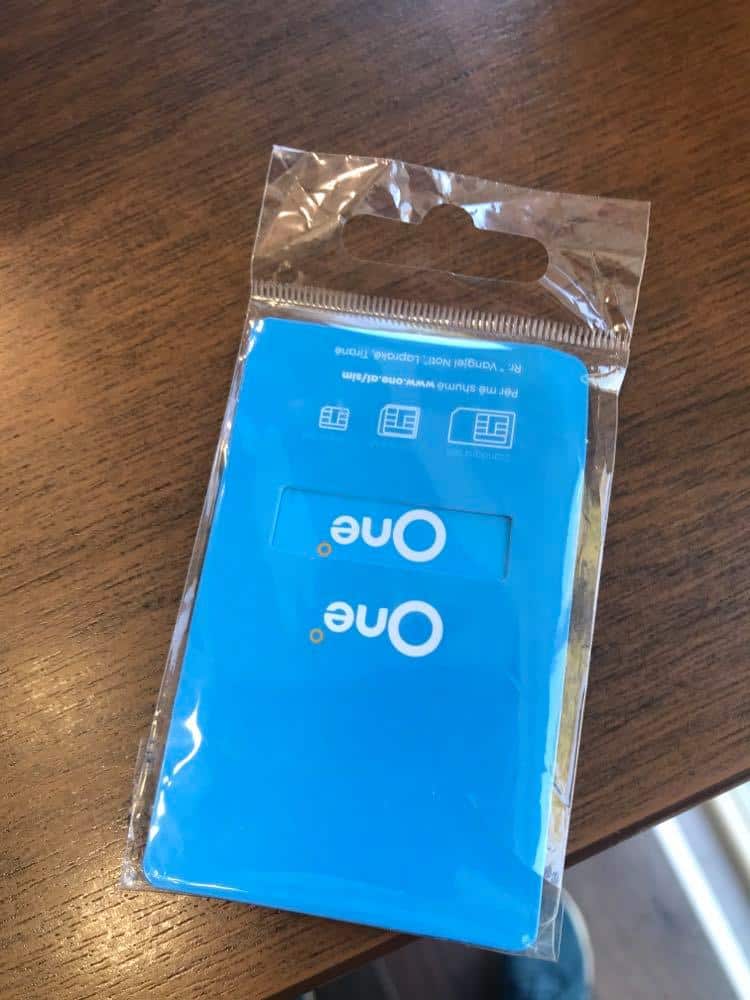 One
One
Për më shumë www.one.al/sim
Rr. "Vangjel Noti", Laprakë, Tiranë